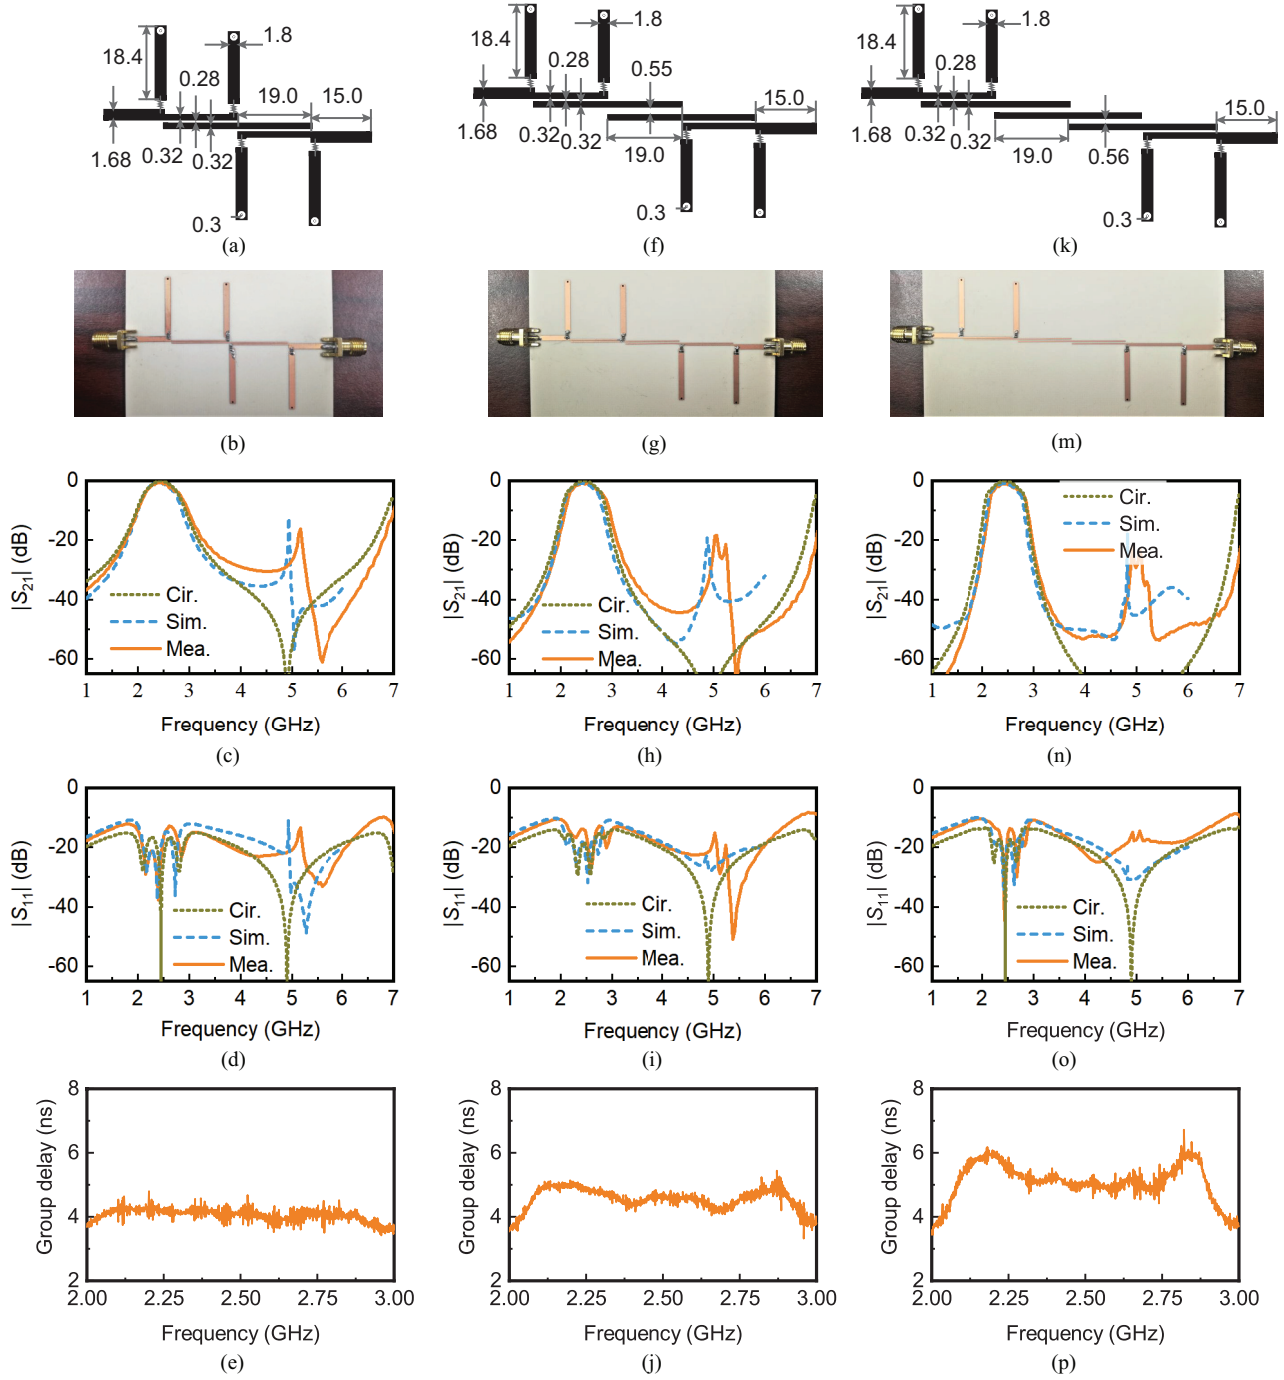 18.4
1.8
0.28
19.0
15.0
1.68
0.32
0.32
0.3
(a)
18.4
1.8
0.28
0.55
15.0
1.68
0.32
0.32
19.0
0.3
(f)
18.4
1.8
0.28
15.0
1.68
0.32
0.32
19.0
0.56
0.3
(k)
(b)
(g)
(m)
|S21| (dB)
0
-20
-40
-60
Cir.
Sim.
Mea.
1 2 3 4 5 6 7
Frequency (GHz)
(c)
|S21| (dB)
0
-20
-40
-60
Cir.
Sim.
Mea.
1 2 3 4 5 6 7
Frequency (GHz)
(h)
|S21| (dB)
0
-20
-40
-60
Cir.
Sim.
Mea.
1 2 3 4 5 6 7
Frequency (GHz)
(n)
|S11| (dB)
0
-20
-40
-60
Cir.
Sim.
Mea.
1 2 3 4 5 6 7
Frequency (GHz)
(d)
|S11| (dB)
0
-20
-40
-60
Cir.
Sim.
Mea.
1 2 3 4 5 6 7
Frequency (GHz)
(i)
|S11| (dB)
0
-20
-40
-60
Cir.
Sim.
Mea.
1 2 3 4 5 6 7
Frequency (GHz)
(o)
Group delay (ns)
8
6
4
2
2.00 2.25 2.50 2.75 3.00
Frequency (GHz)
(e)
Group delay (ns)
8
6
4
2
2.00 2.25 2.50 2.75 3.00
Frequency (GHz)
(j)
Group delay (ns)
8
6
4
2
2.00 2.25 2.50 2.75 3.00
Frequency (GHz)
(p)